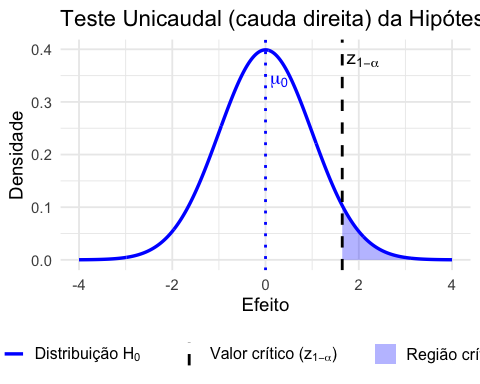 Teste Unicaudal (cauda direita) da Hipótes
0.4
z₁₋α
μ₀
0.3
Densidade
0.2
0.1
0.0
-4 -2 0 2 4
Efeito
Distribuição H₀ Valor crítico (z₁₋α) Região crí